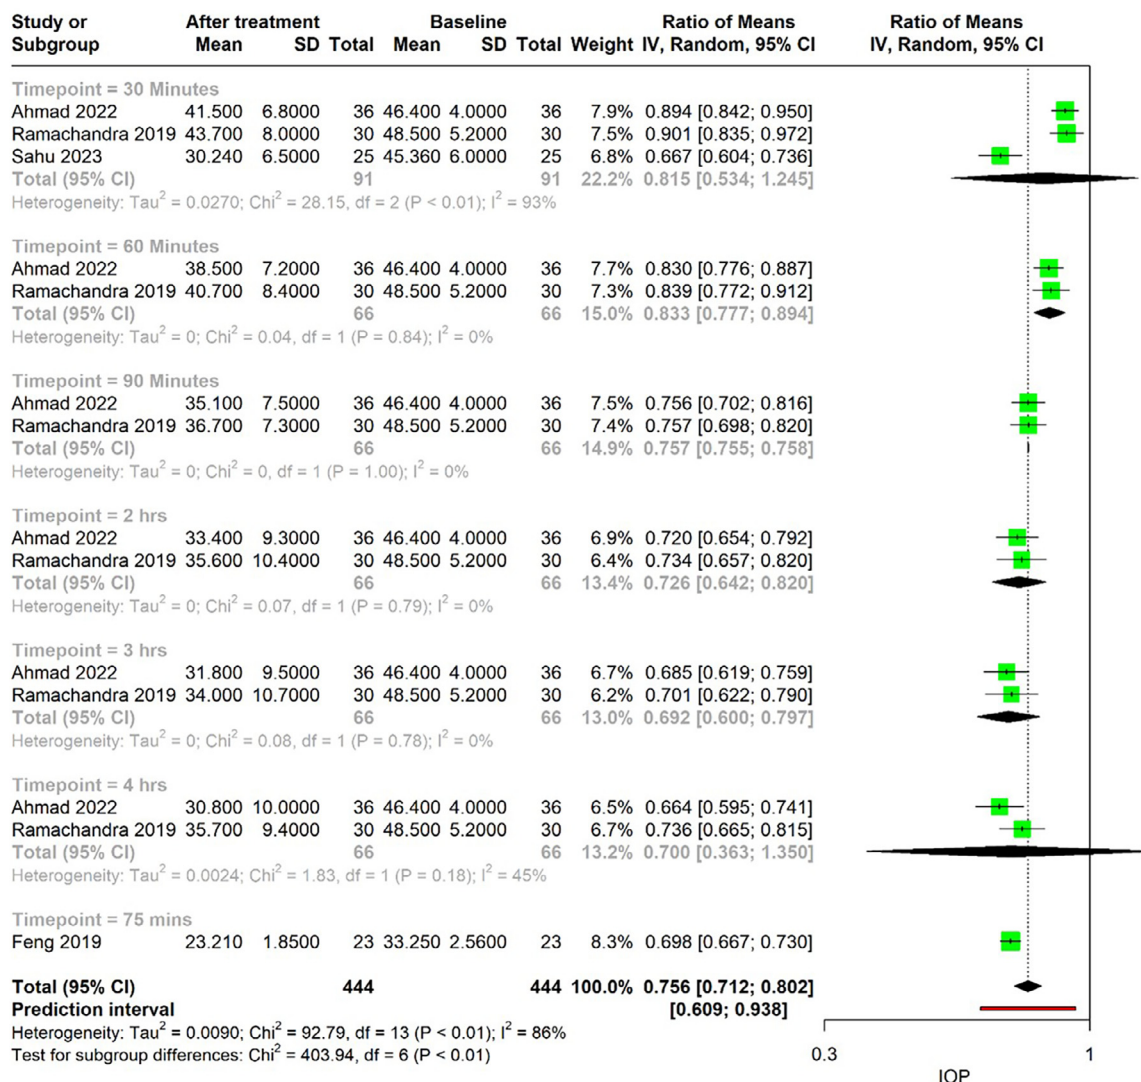 Study or After treatment Baseline Ratio of Means Ratio of Means
Subgroup Mean SD Total Mean SD Total Weight IV, Random, 95% CI IV, Random, 95% CI
Timepoint = 30 Minutes
Ahmad 2022 41.500 6.8000 36 46.400 4.0000 36 7.9% 0.894 [0.842; 0.950]
Ramachandra 2019 43.700 8.0000 30 48.500 5.2000 30 7.5% 0.901 [0.835; 0.972]
Sahu 2023 30.240 6.5000 25 45.360 6.0000 25 6.8% 0.667 [0.604; 0.736]
Total (95% CI) 91 91 22.2% 0.815 [0.534; 1.245]
Heterogeneity: Tau² = 0.0270; Chi² = 28.15, df = 2 (P < 0.01); I² = 93%
Timepoint = 60 Minutes
Ahmad 2022 38.500 7.2000 36 46.400 4.0000 36 7.7% 0.830 [0.776; 0.887]
Ramachandra 2019 40.700 8.4000 30 48.500 5.2000 30 7.3% 0.839 [0.772; 0.912]
Total (95% CI) 66 66 15.0% 0.833 [0.777; 0.894]
Heterogeneity: Tau² = 0; Chi² = 0.04, df = 1 (P = 0.84); I² = 0%
Timepoint = 90 Minutes
Ahmad 2022 35.100 7.5000 36 46.400 4.0000 36 7.5% 0.756 [0.702; 0.816]
Ramachandra 2019 36.700 7.3000 30 48.500 5.2000 30 7.4% 0.757 [0.698; 0.820]
Total (95% CI) 66 66 14.9% 0.757 [0.755; 0.758]
Heterogeneity: Tau² = 0; Chi² = 0, df = 1 (P = 1.00); I² = 0%
Timepoint = 2 hrs
Ahmad 2022 33.400 9.3000 36 46.400 4.0000 36 6.9% 0.720 [0.654; 0.792]
Ramachandra 2019 35.600 10.4000 30 48.500 5.2000 30 6.4% 0.734 [0.657; 0.820]
Total (95% CI) 66 66 13.4% 0.726 [0.642; 0.820]
Heterogeneity: Tau² = 0; Chi² = 0.07, df = 1 (P = 0.79); I² = 0%
Timepoint = 3 hrs
Ahmad 2022 31.800 9.5000 36 46.400 4.0000 36 6.7% 0.685 [0.619; 0.759]
Ramachandra 2019 34.000 10.7000 30 48.500 5.2000 30 6.2% 0.701 [0.622; 0.790]
Total (95% CI) 66 66 13.0% 0.692 [0.600; 0.797]
Heterogeneity: Tau² = 0; Chi² = 0.08, df = 1 (P = 0.78); I² = 0%
Timepoint = 4 hrs
Ahmad 2022 30.800 10.0000 36 46.400 4.0000 36 6.5% 0.664 [0.595; 0.741]
Ramachandra 2019 35.700 9.4000 30 48.500 5.2000 30 6.7% 0.736 [0.665; 0.815]
Total (95% CI) 66 66 13.2% 0.700 [0.363; 1.350]
Heterogeneity: Tau² = 0.0024; Chi² = 1.83, df = 1 (P = 0.18); I² = 45%
Timepoint = 75 mins
Feng 2019 23.210 1.8500 23 33.250 2.5600 23 8.3% 0.698 [0.667; 0.730]
Total (95% CI) 444 444 100.0% 0.756 [0.712; 0.802]
Prediction interval [0.609; 0.938]
Heterogeneity: Tau² = 0.0090; Chi² = 92.79, df = 13 (P < 0.01); I² = 86%
Test for subgroup differences: Chi² = 403.94, df = 6 (P < 0.01)
0.3 1
IOP